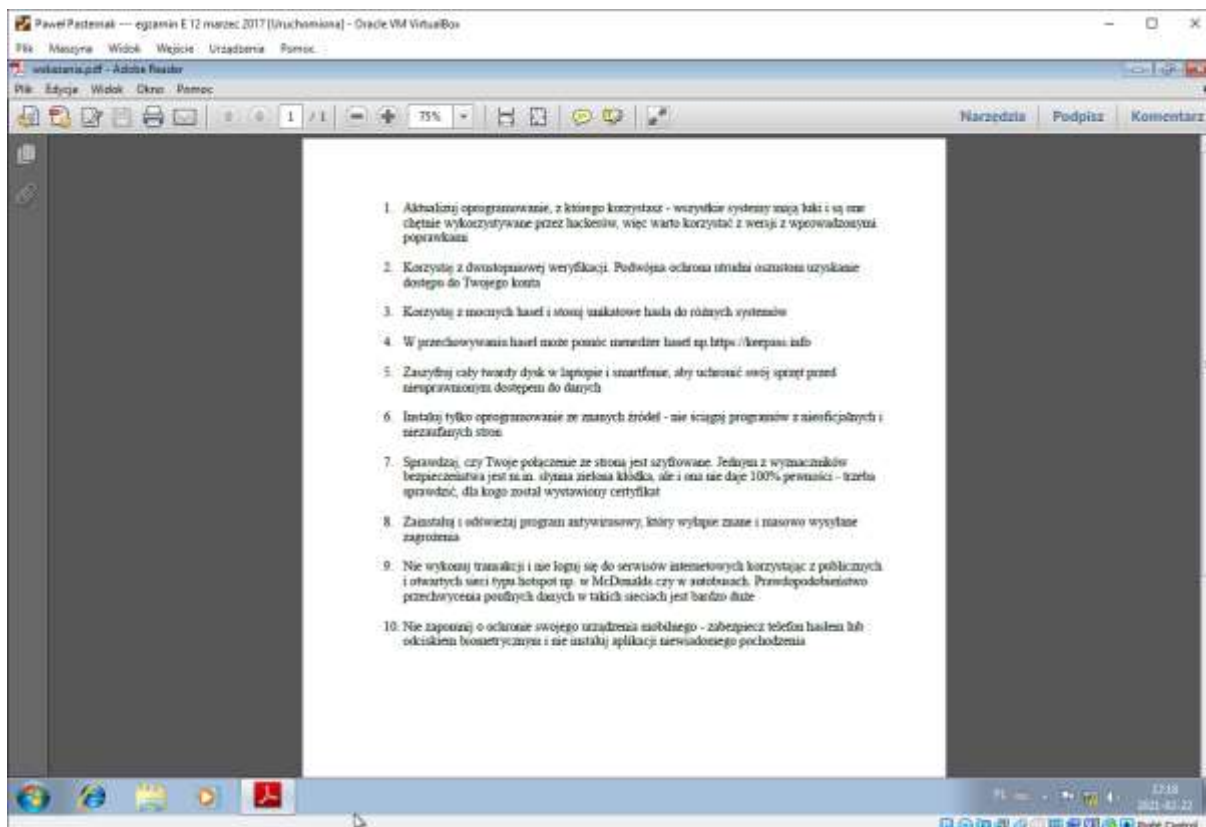 Paweł Pasternak --- egzamin E 12 marzec 2017 [Uruchomiona] - Oracle VM VirtualBox
Plik Maszyna Widok Wejście Urządzenia Pomoc
wskazania.pdf - Adobe Reader
Plik Edycja Widok Okno Pomoc
1 / 1 75% Narzędzia Podpisz Komentarz
1. Aktualizuj oprogramowanie, z którego korzystasz - wszystkie systemy mają luki i są one
chętnie wykorzystywane przez hackerów, więc warto korzystać z wersji z wprowadzonymi
poprawkami
2. Korzystaj z dwustopniowej weryfikacji. Podwójna ochrona utrudni oszustom uzyskanie
dostępu do Twojego konta
3. Korzystaj z mocnych haseł i stosuj unikatowe hasła do różnych systemów
4. W przechowywaniu haseł może pomóc menedżer haseł np.https://keepass.info
5. Zaszyfruj cały twardy dysk w laptopie i smartfonie, aby uchronić swój sprzęt przed
nieuprawnionym dostępem do danych
6. Instaluj tylko oprogramowanie ze znanych źródeł - nie ściągaj programów z nieoficjalnych i
niezaufanych stron
7. Sprawdzaj, czy Twoje połączenie ze stroną jest szyfrowane. Jednym z wyznaczników
bezpieczeństwa jest m.in. słynna zielona kłódka, ale i ona nie daje 100% pewności - trzeba
sprawdzić, dla kogo został wystawiony certyfikat
8. Zainstaluj i odświeżaj program antywirusowy, który wyłapie znane i masowo wysyłane
zagrożenia
9. Nie wykonuj transakcji i nie loguj się do serwisów internetowych korzystając z publicznych
i otwartych sieci typu hotspot np. w McDonalds czy w autobusach. Prawdopodobieństwo
przechwycenia poufnych danych w takich sieciach jest bardzo duże
10. Nie zapomnij o ochronie swojego urządzenia mobilnego - zabezpiecz telefon hasłem lub
odciskiem biometrycznym i nie instaluj aplikacji niewiadomego pochodzenia
PL
2021-02-22
Right Control